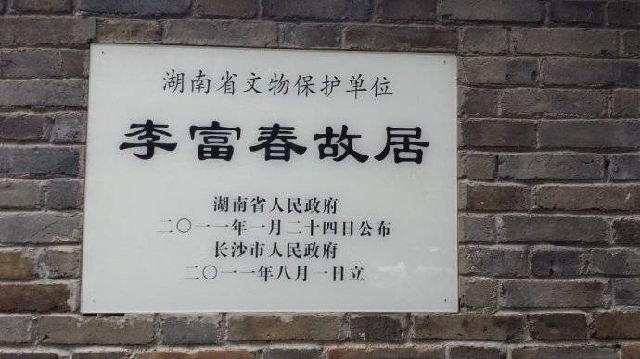 湖南省文物保护单位
李富春故居
湖南省人民政府
二〇一一年一月二十四日公布
长沙市人民政府
二〇一一年八月一日立